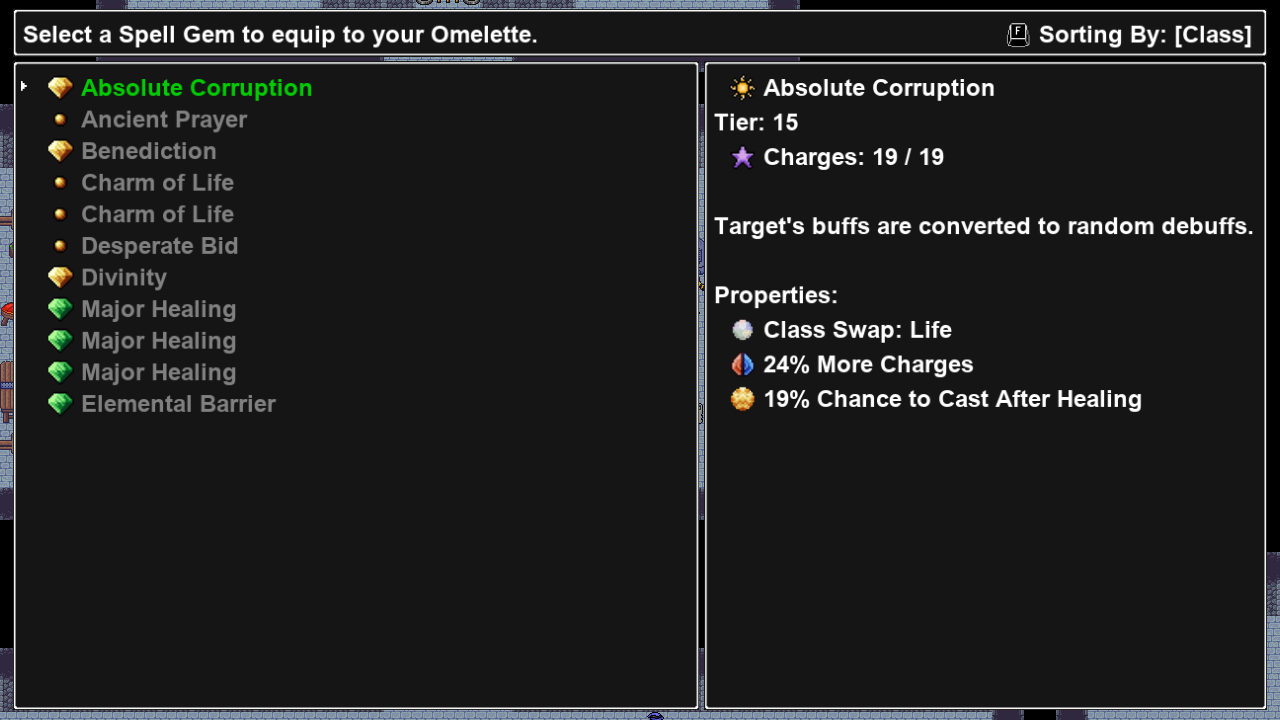 Select a Spell Gem to equip to your Omelette.
F Sorting By: [Class]
Absolute Corruption
Ancient Prayer
Benediction
Charm of Life
Charm of Life
Desperate Bid
Divinity
Major Healing
Major Healing
Major Healing
Elemental Barrier
Absolute Corruption
Tier: 15
Charges: 19 / 19
Target's buffs are converted to random debuffs.
Properties:
Class Swap: Life
24% More Charges
19% Chance to Cast After Healing